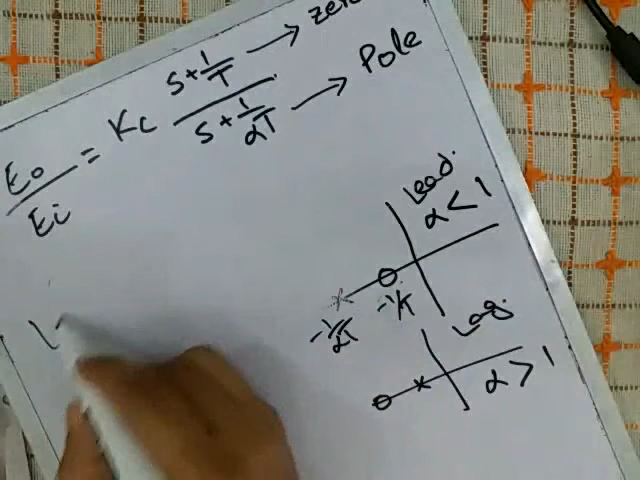 Eo/Ei = Kc (s + 1/T)/(s + 1/αT)
→ zero
→ Pole
Lead.
α < 1
-1/αT
-1/T
Lag.
α > 1